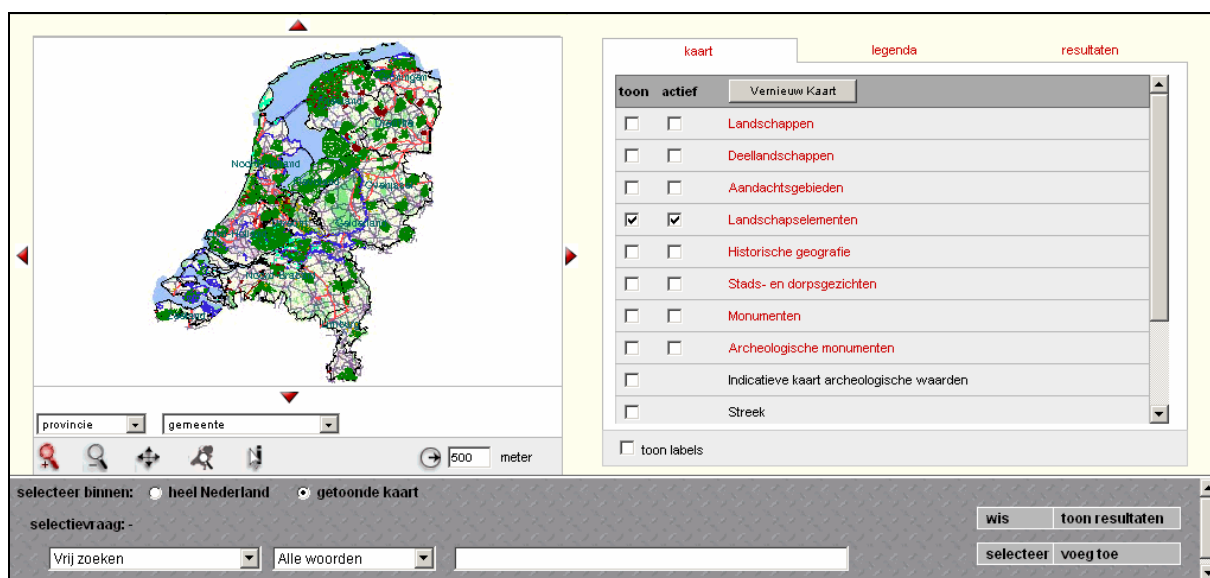 kaart legenda resultaten
toon actief Vernieuw Kaart
Landschappen
Deellandschappen
Aandachtsgebieden
Landschapselementen
Historische geografie
Stads- en dorpsgezichten
Monumenten
Archeologische monumenten
Indicatieve kaart archeologische waarden
Streek
toon labels
provincie gemeente
500 meter
selecteer binnen: heel Nederland getoonde kaart
selectievraag: -
wis toon resultaten
Vrij zoeken Alle woorden
selecteer voeg toe